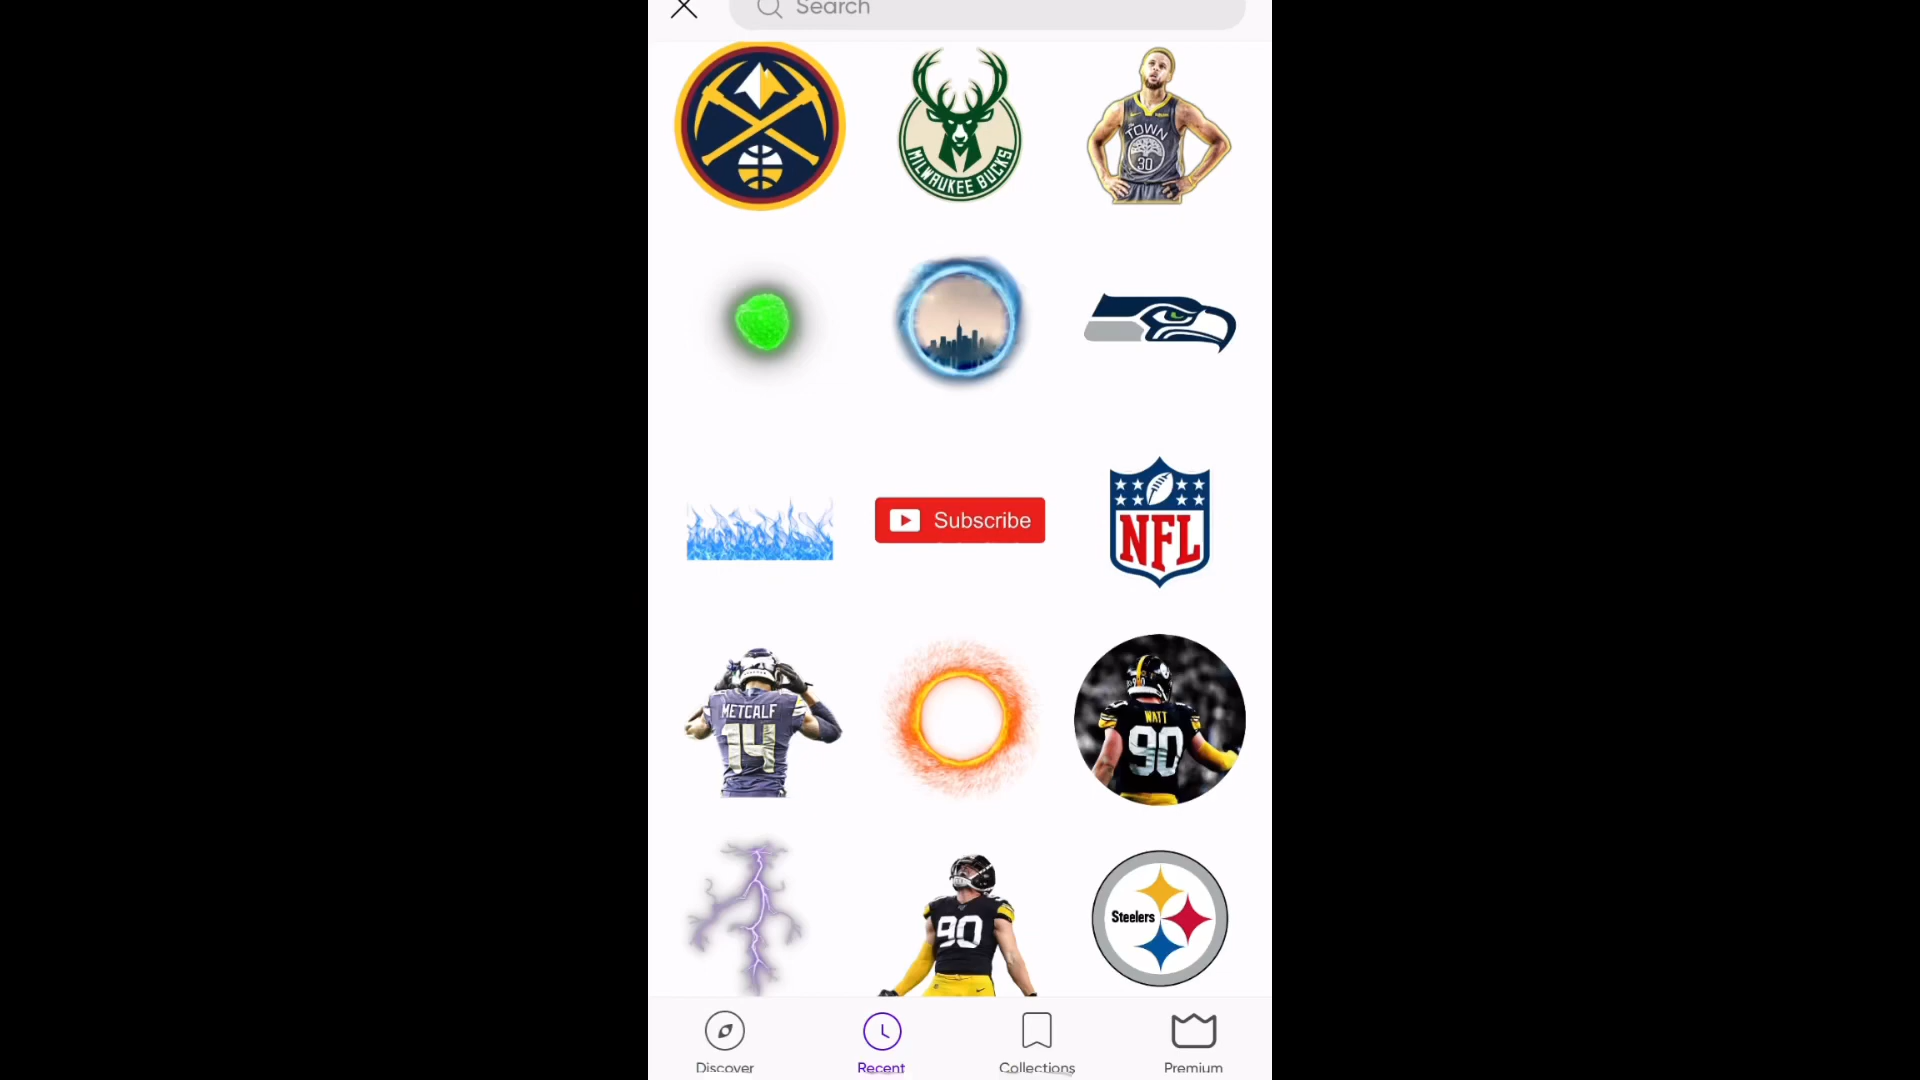 Search
MILWAUKEE BUCKS
TOWN
30
Subscribe
NFL
METCALF
14
WATT
90
90
Steelers
Discover
Recent
Collections
Premium